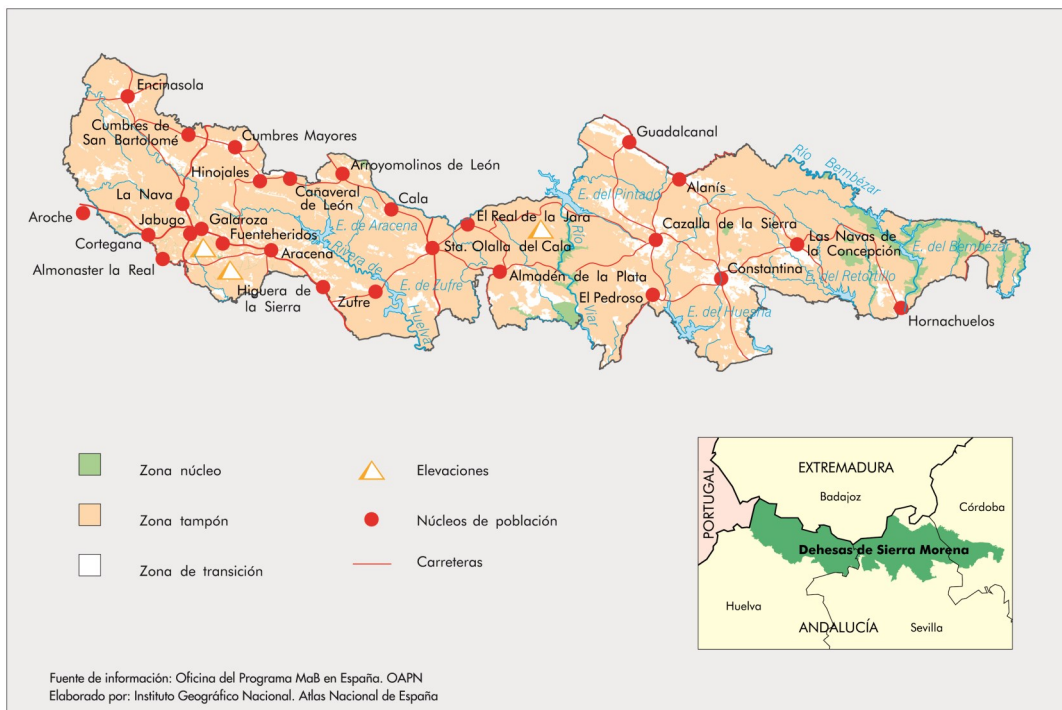 Encinasola
Cumbres de
San Bartolomé
Cumbres Mayores
Guadalcanal
Río
Bembézar
Hinojales
Arroyomolinos de León
Alanís
La Nava
Cañaveral
de León
Cala
E. del Pintado
Aroche
Jabugo
Galaroza
E. de Aracena
El Real de la Jara
Cazalla de la Sierra
Cortegana
Fuenteheridos
Río
Las Navas de
la Concepción
E. del Bembézar
Almonaster la Real
Aracena
Rivera de
Sta. Olalla del Cala
Almadén de la Plata
Constantina
E. del Retortillo
Higuera de
la Sierra
Zufre
E. de Zufre
Huelva
El Pedroso
Viar
E. del Huesna
Hornachuelos
Zona núcleo
Zona tampón
Zona de transición
Elevaciones
Núcleos de población
Carreteras
PORTUGAL
EXTREMADURA
Badajoz
Córdoba
Dehesas de Sierra Morena
Huelva
ANDALUCÍA
Sevilla
Fuente de información: Oficina del Programa MaB en España. OAPN
Elaborado por: Instituto Geográfico Nacional. Atlas Nacional de España